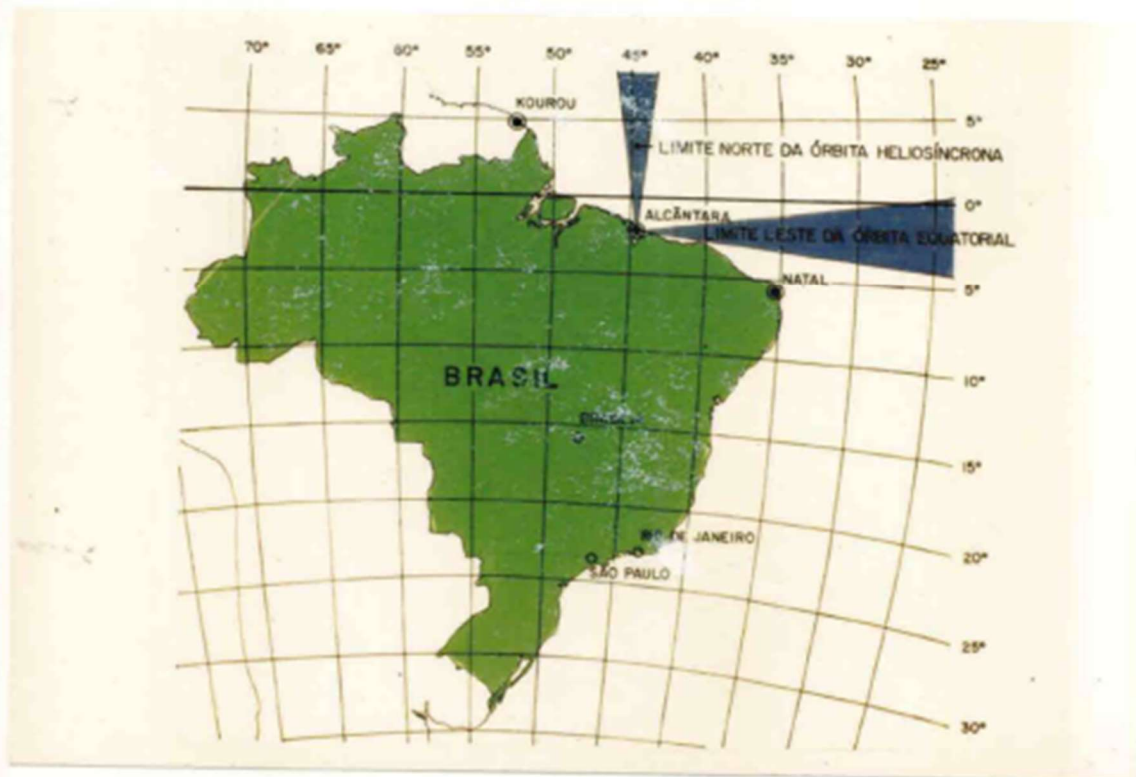 70° 65° 60° 55° 50° 45° 40° 35° 30° 25°
KOUROU
5°
LIMITE NORTE DA ÓRBITA HELIOSÍNCRONA
0°
ALCÂNTARA
LIMITE LESTE DA ÓRBITA EQUATORIAL
NATAL
5°
BRASIL
10°
15°
RIO DE JANEIRO
20°
SÃO PAULO
25°
30°